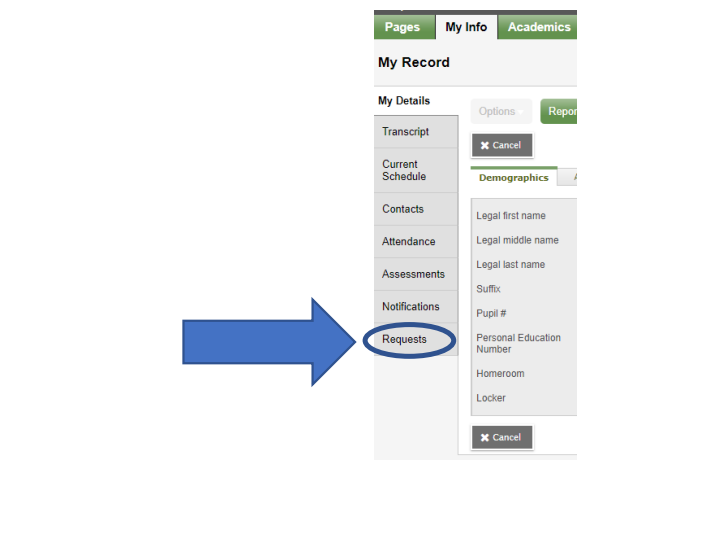 Pages My Info Academics
My Record
My Details
Options
Transcript
Cancel
Current
Schedule
Demographics
Contacts
Legal first name
Attendance
Legal middle name
Legal last name
Assessments
Suffix
Notifications
Pupil #
Requests
Personal Education
Number
Homeroom
Locker
Cancel